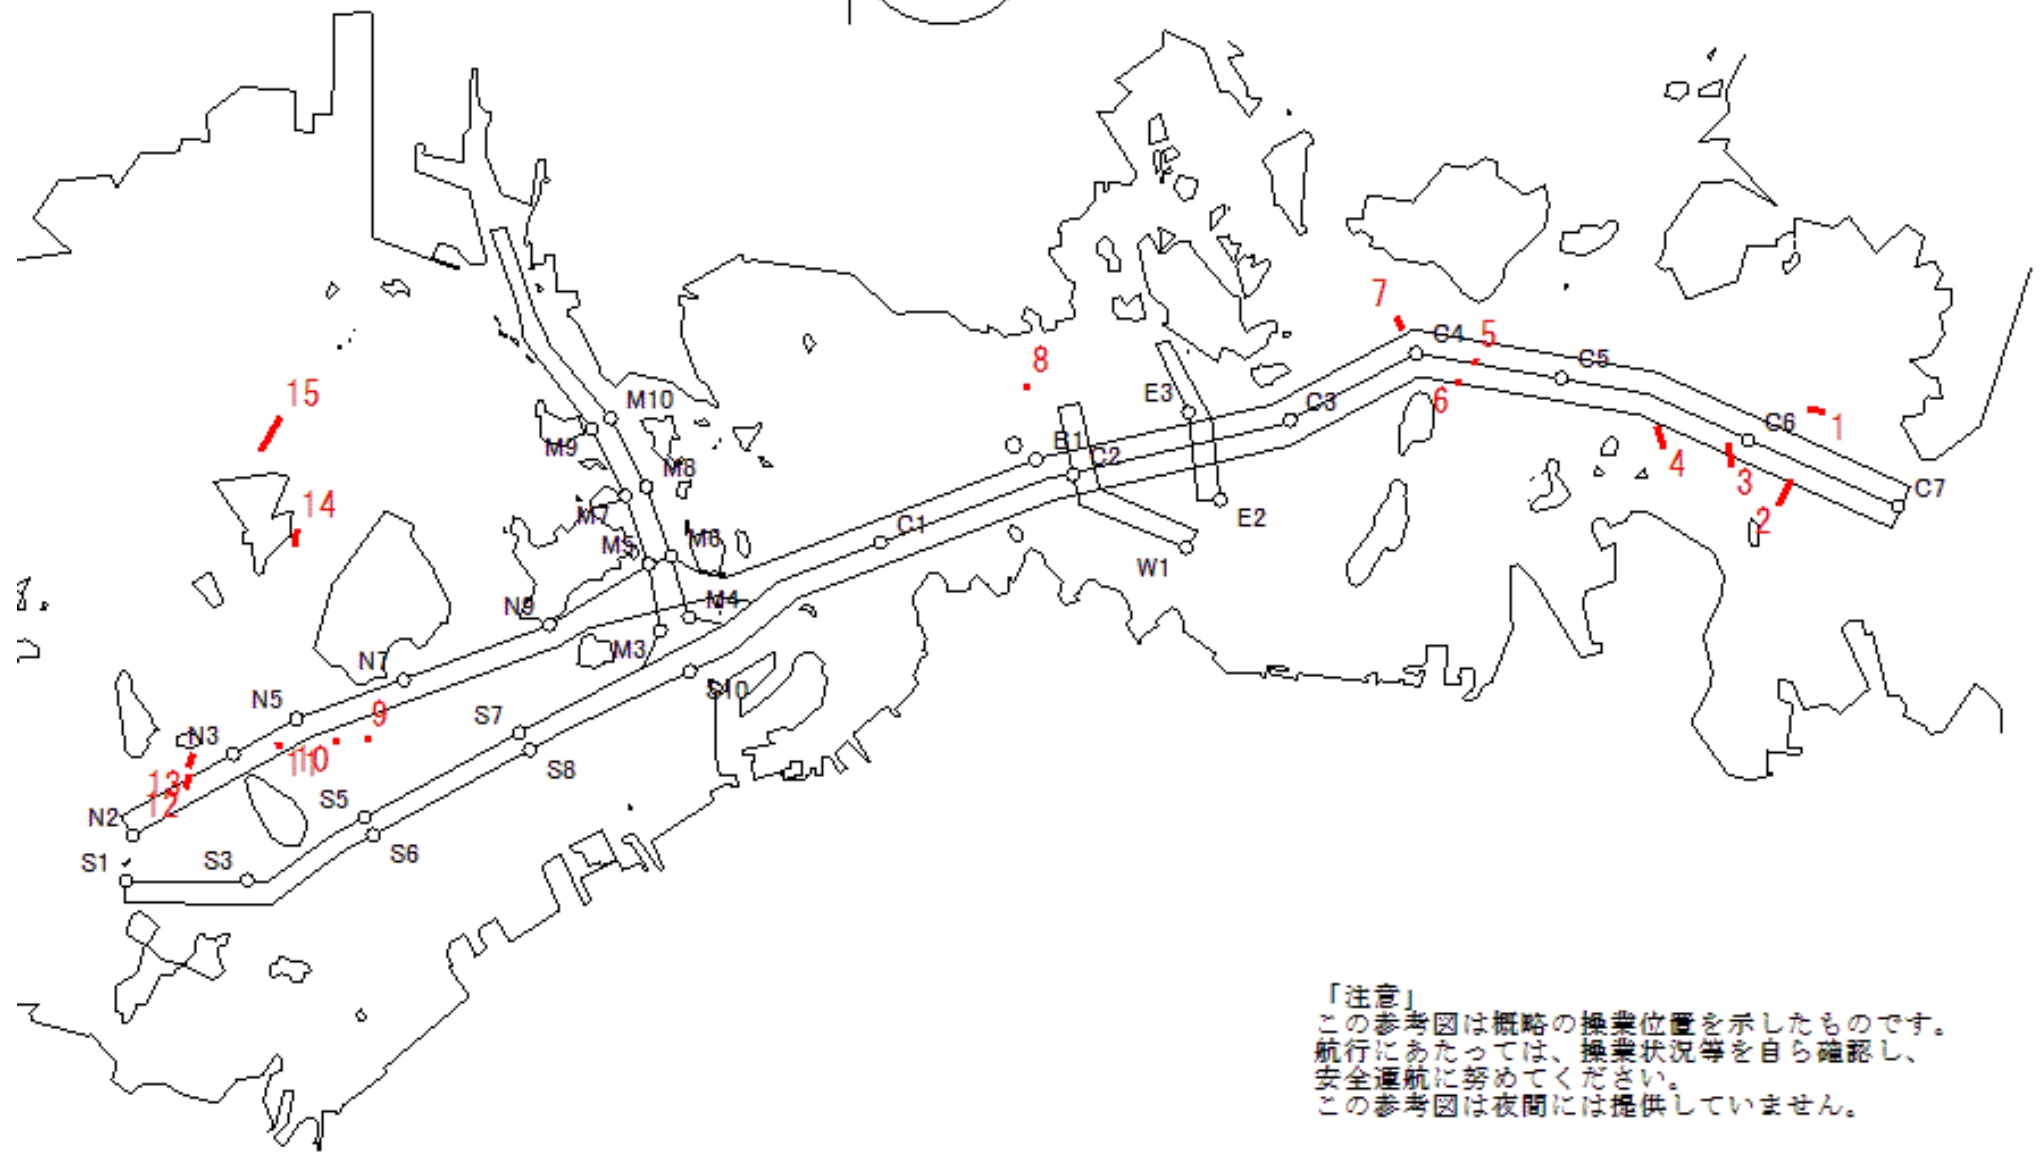 7
C4
5
C5
8
15
M10
E3
C3
6
1
C6
M9
B1
M8
C2
4
3
C7
14
M7
E2
2
C1
M5
M6
W1
N9
M4
M3
N7
S10
N5
9
S7
N3
11
10
S8
13
S5
12
N2
S6
S1
S3
「注意」
この参考図は概略の操業位置を示したものです。
航行にあたっては、操業状況等を自ら確認し、
安全運航に努めてください。
この参考図は夜間には提供していません。